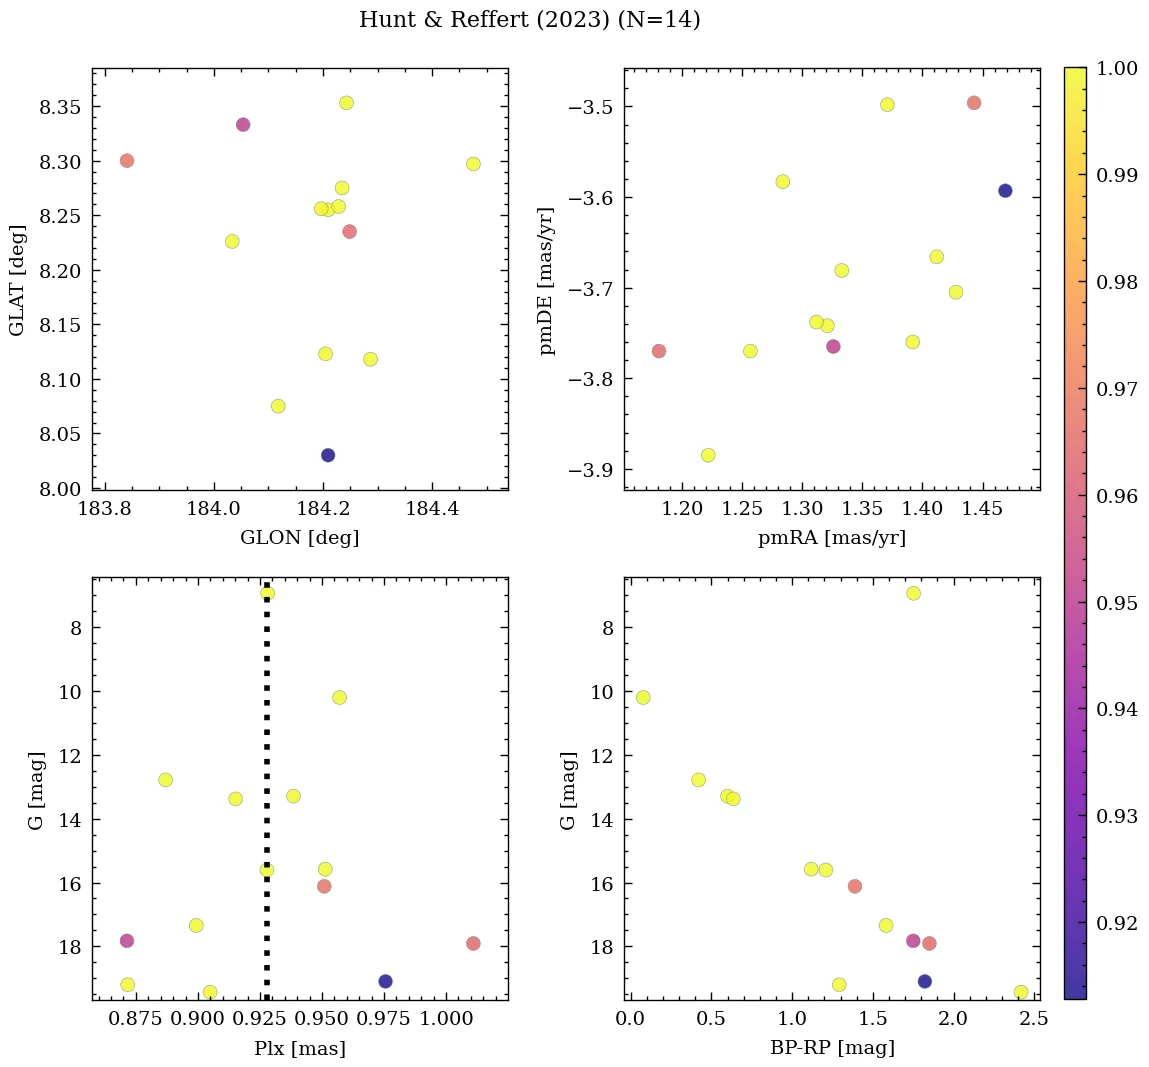 Hunt & Reffert (2023) (N=14)
8.35
8.30
8.25
8.20
8.15
8.10
8.05
8.00
GLAT [deg]
183.8 184.0 184.2 184.4
GLON [deg]
−3.5
−3.6
−3.7
−3.8
−3.9
pmDE [mas/yr]
1.20 1.25 1.30 1.35 1.40 1.45
pmRA [mas/yr]
8
10
12
14
16
18
G [mag]
0.875 0.900 0.925 0.950 0.975 1.000
Plx [mas]
8
10
12
14
16
18
G [mag]
0.0 0.5 1.0 1.5 2.0 2.5
BP-RP [mag]
1.00
0.99
0.98
0.97
0.96
0.95
0.94
0.93
0.92